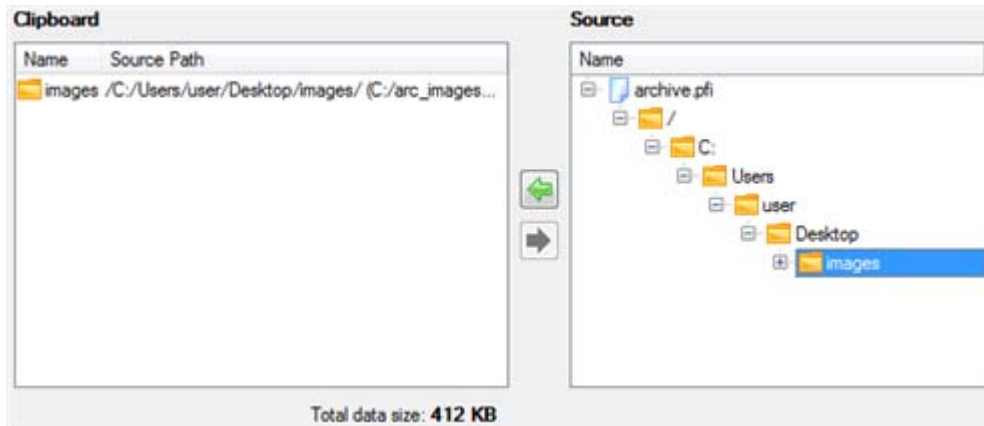 Clipboard
Name Source Path
images /C:/Users/user/Desktop/images/ (C:/arc_images...
Total data size: 412 KB
Source
Name
archive.pfi
/
C:
Users
user
Desktop
images